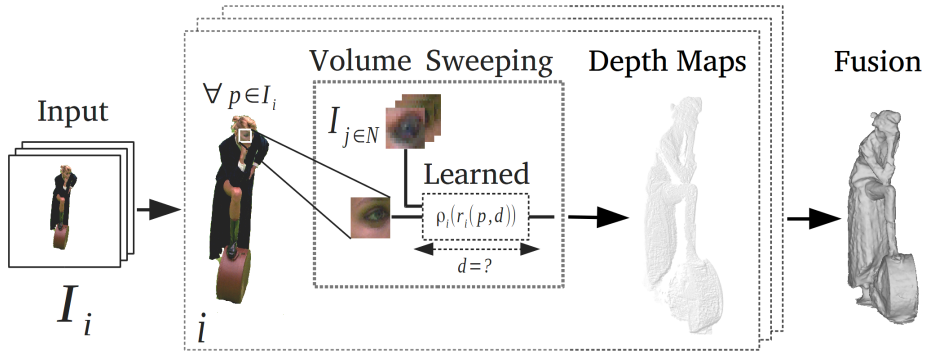 Input
I_i
∀ p∈I_i
i
Volume Sweeping
I_{j∈N}
Learned
ρ_i(r_i(p,d))
d=?
Depth Maps
Fusion